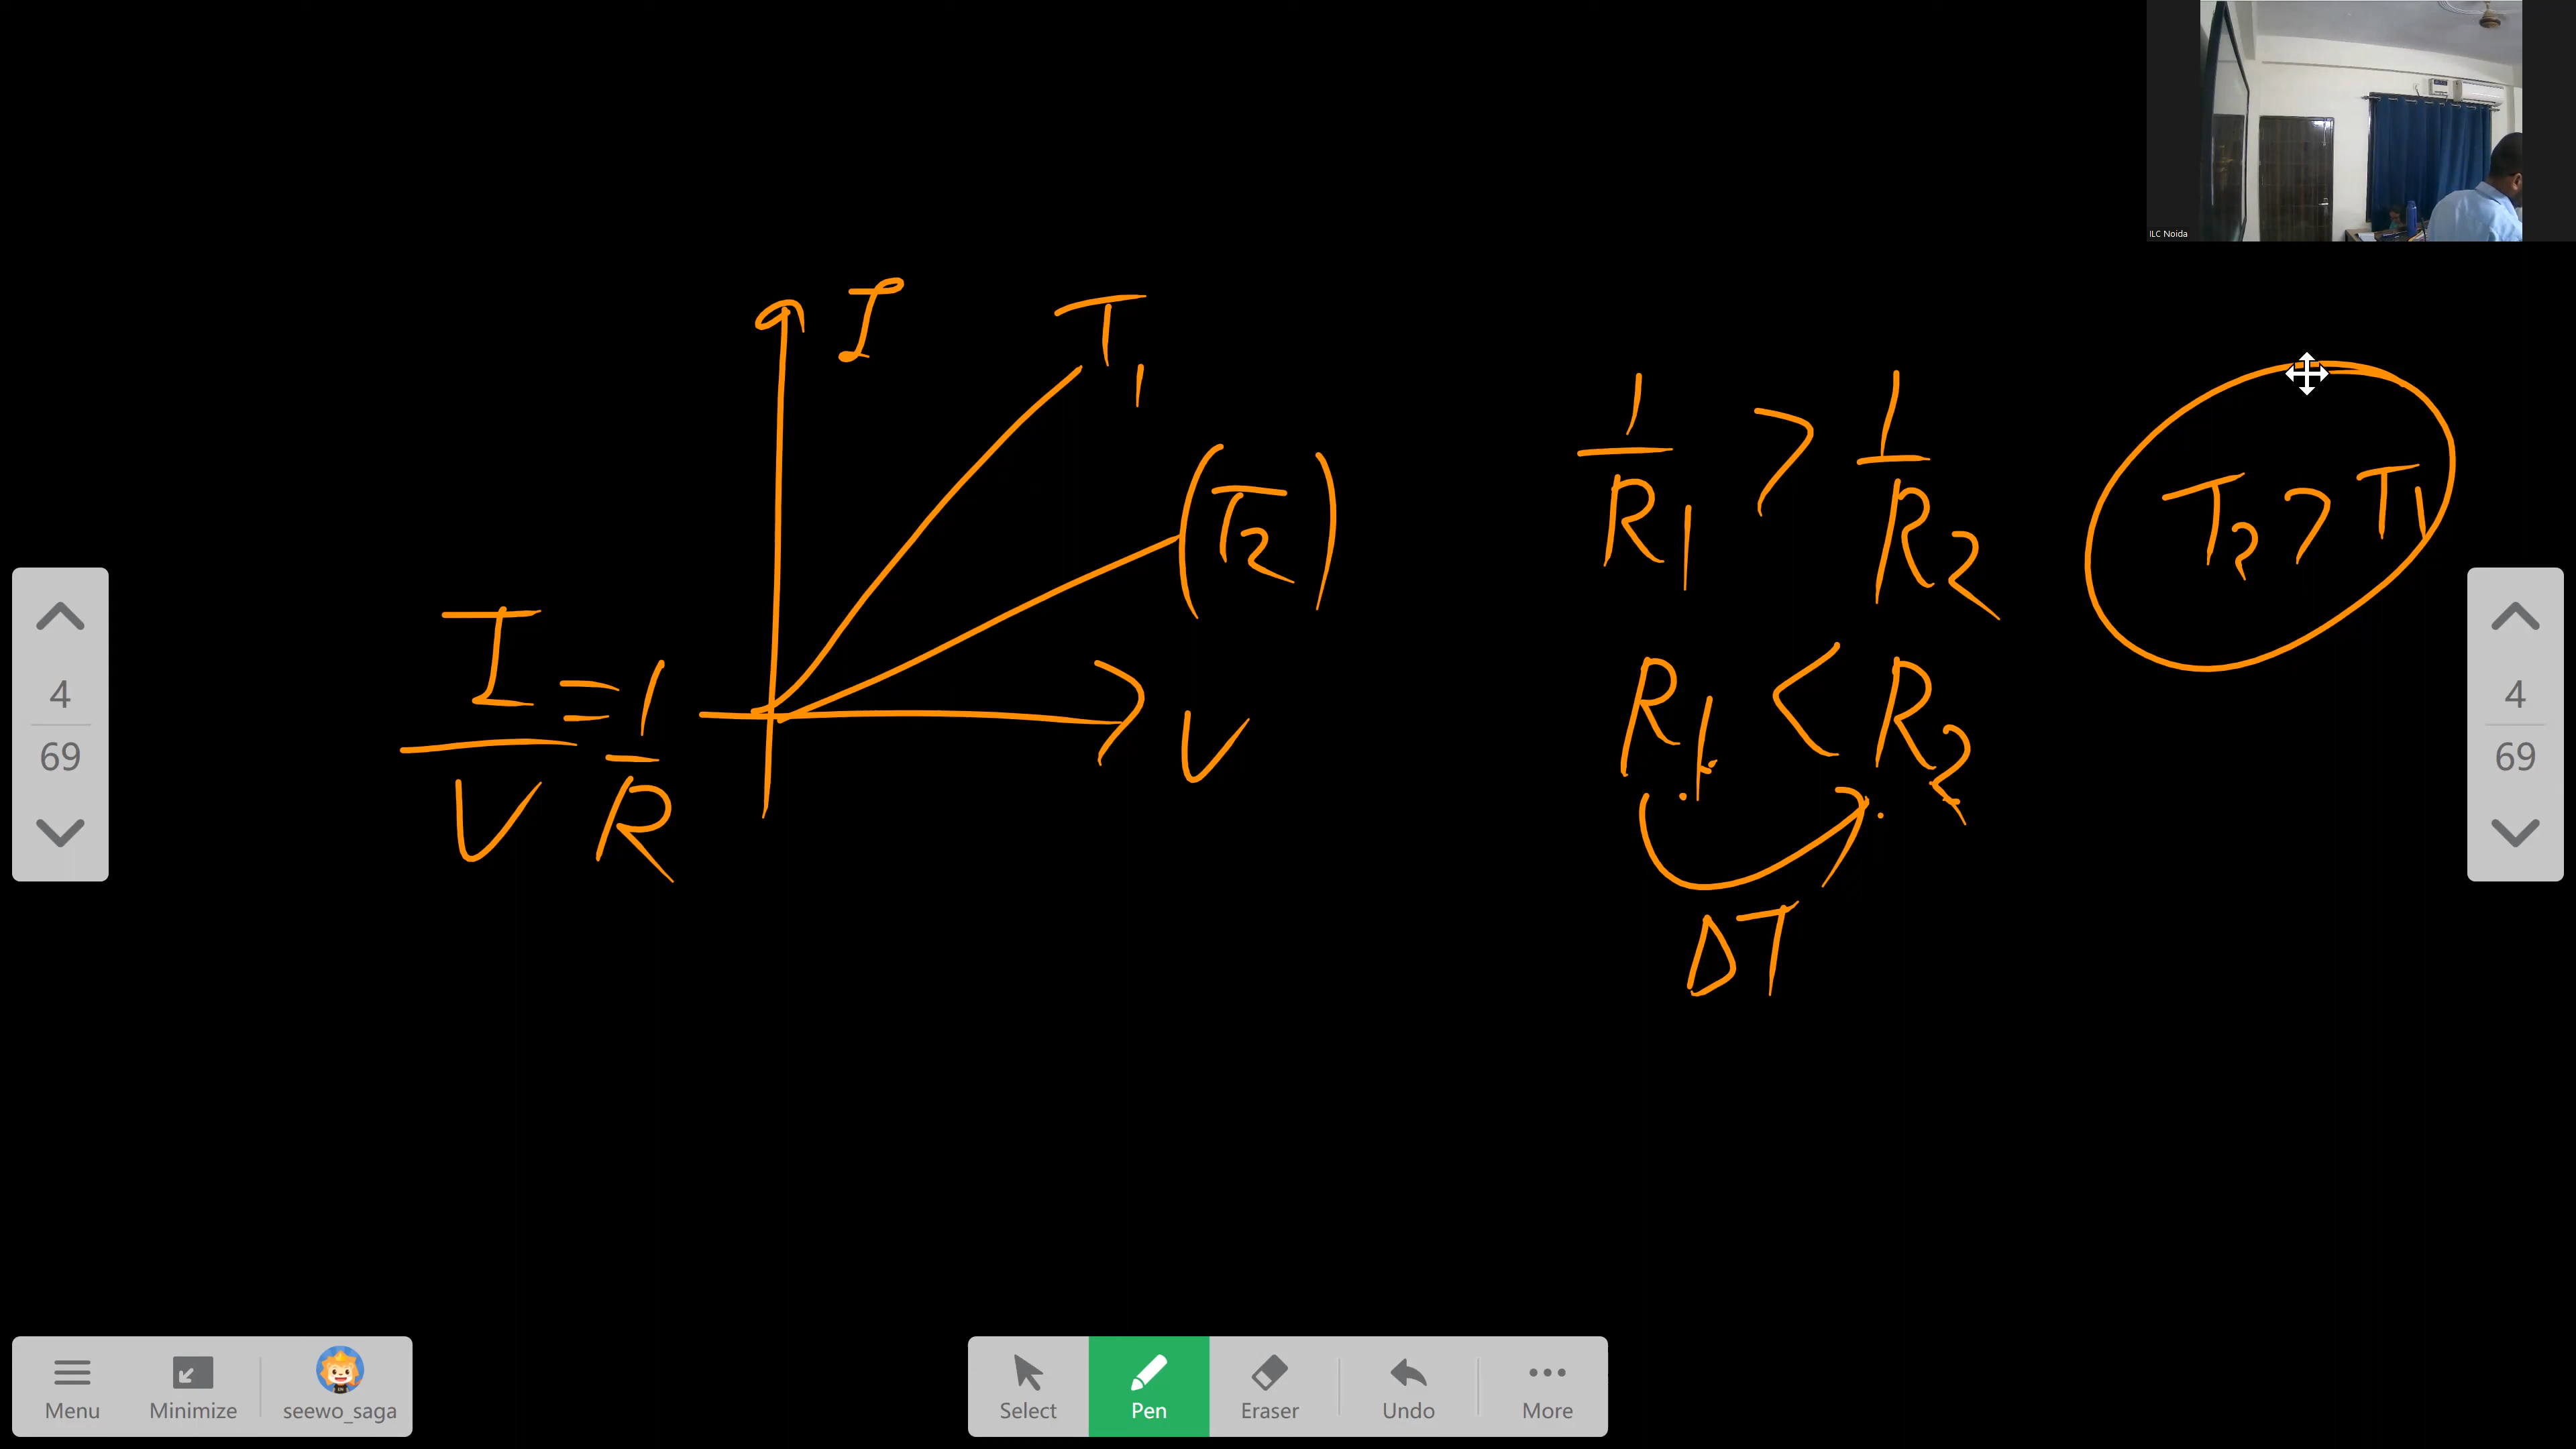 ILC Noida
I
T1
(T2)
V
I/V = 1/R
1/R1 > 1/R2
R1 < R2
ΔT
T2 > T1
4
69
4
69
Menu
Minimize
seewo_saga
Select
Pen
Eraser
Undo
More